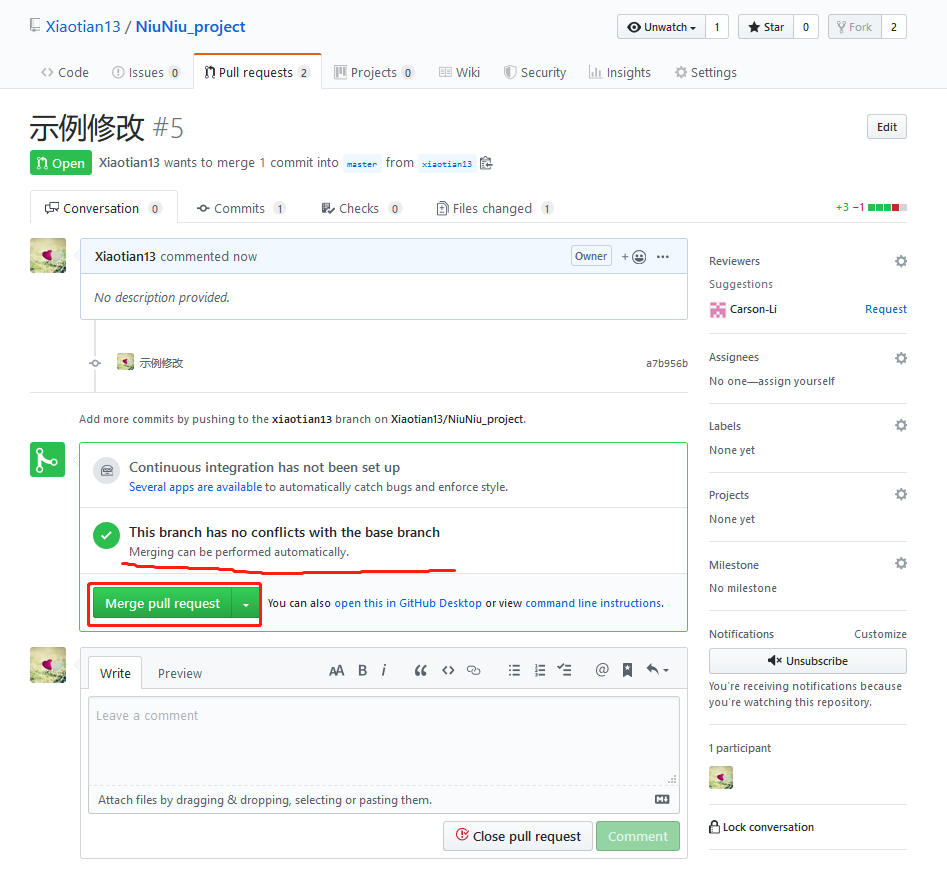 Xiaotian13 / NiuNiu_project
Unwatch 1 Star 0 Fork 2
Code Issues 0 Pull requests 2 Projects 0 Wiki Security Insights Settings
示例修改 #5
Edit
Open Xiaotian13 wants to merge 1 commit into master from xiaotian13
Conversation 0 Commits 1 Checks 0 Files changed 1
+3 −1
Xiaotian13 commented now
Owner
No description provided.
示例修改
a7b956b
Add more commits by pushing to the xiaotian13 branch on Xiaotian13/NiuNiu_project.
Continuous integration has not been set up
Several apps are available to automatically catch bugs and enforce style.
This branch has no conflicts with the base branch
Merging can be performed automatically.
Merge pull request
You can also open this in GitHub Desktop or view command line instructions.
Write Preview
AA B i
Leave a comment
Attach files by dragging & dropping, selecting or pasting them.
Close pull request
Comment
Reviewers
Suggestions
Carson-Li Request
Assignees
No one—assign yourself
Labels
None yet
Projects
None yet
Milestone
No milestone
Notifications Customize
Unsubscribe
You're receiving notifications because
you're watching this repository.
1 participant
Lock conversation